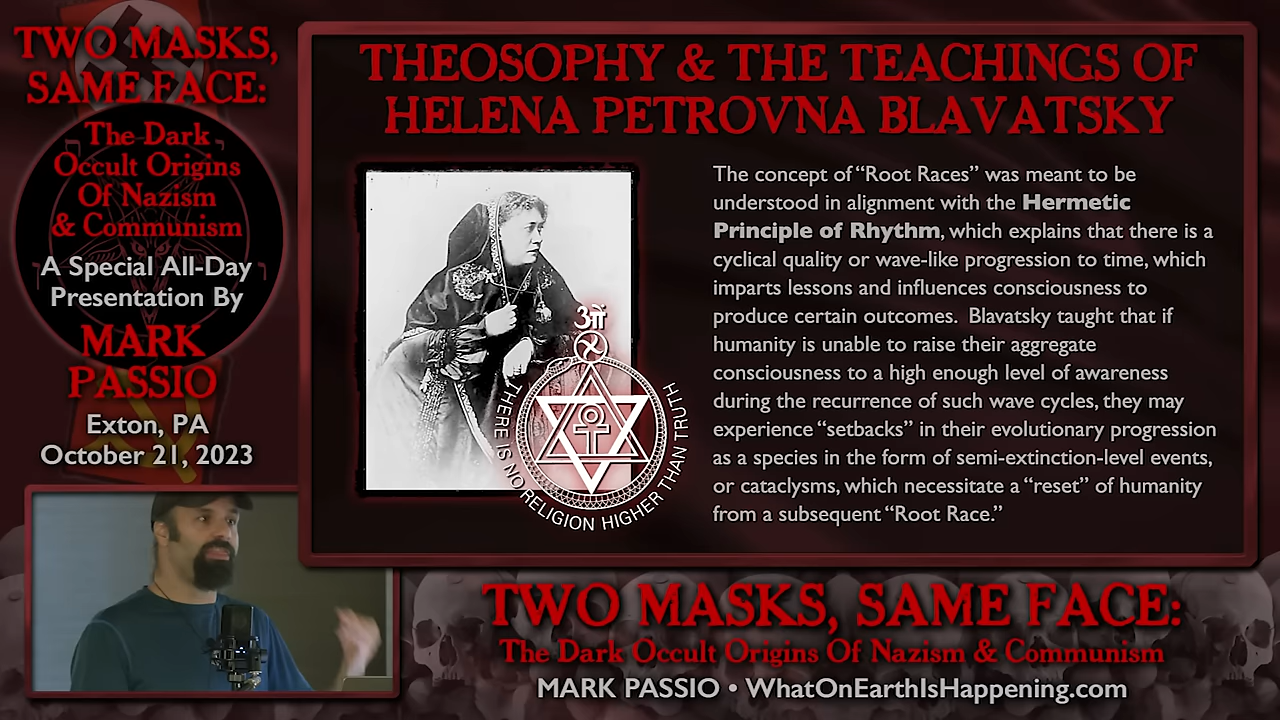 TWO MASKS,
SAME FACE:
The Dark
Occult Origins
Of Nazism
& Communism
A Special All-Day
Presentation By
MARK
PASSIO
Exton, PA
October 21, 2023
THEOSOPHY & THE TEACHINGS OF
HELENA PETROVNA BLAVATSKY
The concept of “Root Races” was meant to be
understood in alignment with the Hermetic
Principle of Rhythm, which explains that there is a
cyclical quality or wave-like progression to time, which
imparts lessons and influences consciousness to
produce certain outcomes.  Blavatsky taught that if
humanity is unable to raise their aggregate
consciousness to a high enough level of awareness
during the recurrence of such wave cycles, they may
experience “setbacks” in their evolutionary progression
as a species in the form of semi-extinction-level events,
or cataclysms, which necessitate a “reset” of humanity
from a subsequent “Root Race.”
ओं
THERE IS NO RELIGION HIGHER THAN TRUTH
TWO MASKS, SAME FACE:
The Dark Occult Origins Of Nazism & Communism
MARK PASSIO • WhatOnEarthIsHappening.com